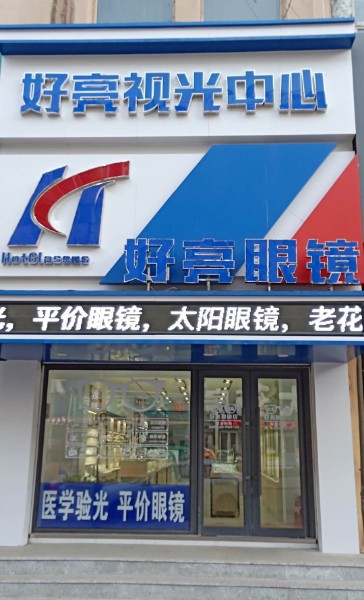 好亮视光中心
HotGlasses
好亮眼镜
光，平价眼镜，太阳眼镜，老花
医学验光 平价眼镜